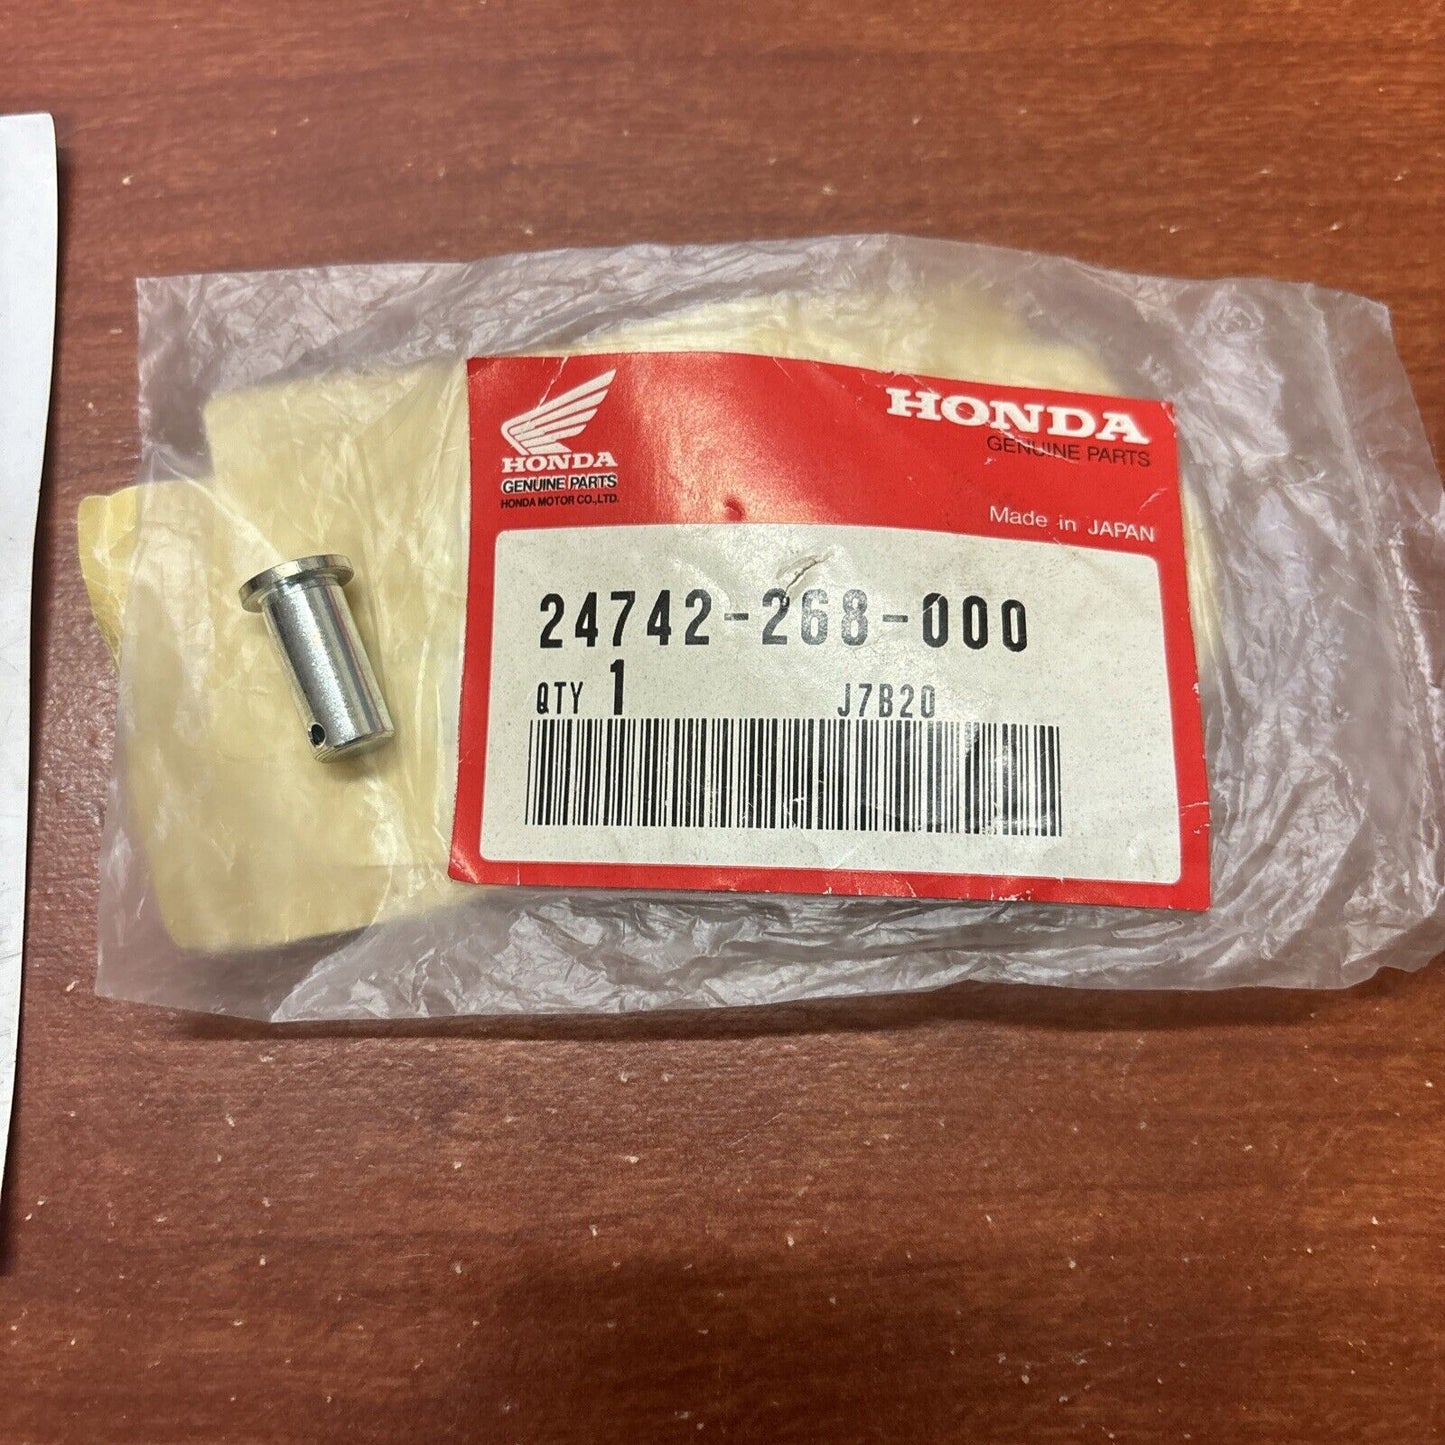 HONDA
GENUINE PARTS
HONDA MOTOR CO.,LTD.
HONDA
GENUINE PARTS
Made in JAPAN
24742-268-000
QTY 1 J7B20